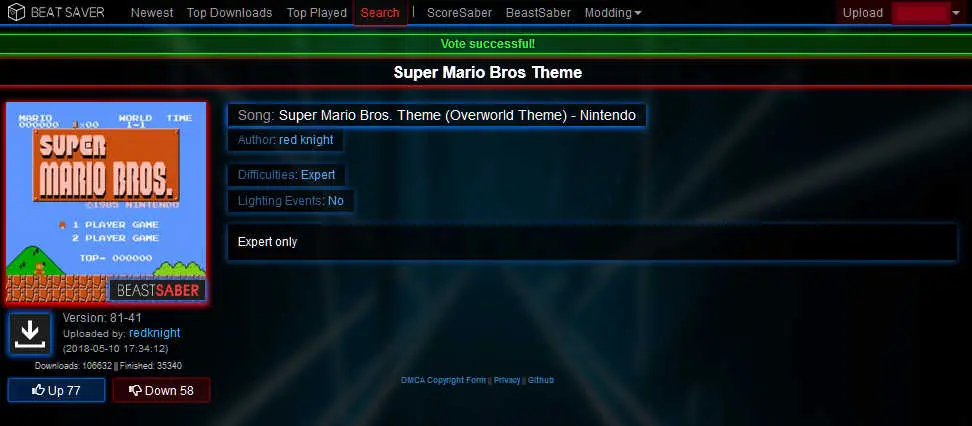 BEAT SAVER Newest Top Downloads Top Played Search | ScoreSaber BeastSaber Modding Upload
Vote successful!
Super Mario Bros Theme
MARIO WORLD TIME
000000 x00 1-1
SUPER
MARIO BROS.
©1985 NINTENDO
1 PLAYER GAME
2 PLAYER GAME
TOP- 000000
BEASTSABER
Song: Super Mario Bros. Theme (Overworld Theme) - Nintendo
Author: red knight
Difficulties: Expert
Lighting Events: No
Expert only
Version: 81-41
Uploaded by: redknight
(2018-05-10 17:34:12)
Downloads: 106632 || Finished: 35340
Up 77 Down 58
DMCA Copyright Form || Privacy || Github